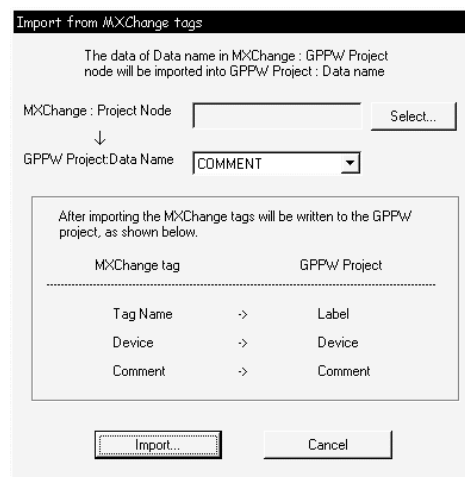 Import from MXChange tags
The data of Data name in MXChange : GPPW Project
node will be imported into GPPW Project : Data name
MXChange : Project Node
Select...
↓
GPPW Project:Data Name
COMMENT
After importing the MXChange tags will be written to the GPPW
project, as shown below.
MXChange tag GPPW Project
Tag Name -> Label
Device -> Device
Comment -> Comment
Import... Cancel